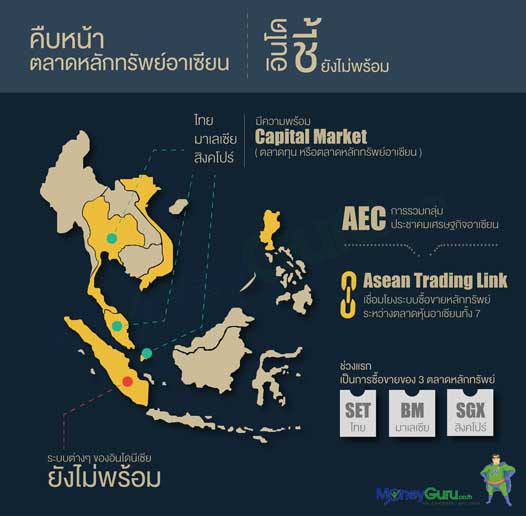 คืบหน้า
ตลาดหลักทรัพย์อาเซียน
อินโด
ชี้
ยังไม่พร้อม
ไทย
มาเลเซีย
สิงคโปร์
มีความพร้อม
Capital Market
( ตลาดทุน หรือตลาดหลักทรัพย์อาเซียน )
AEC การรวมกลุ่ม
ประชาคมเศรษฐกิจอาเซียน
Asean Trading Link
เชื่อมโยงระบบซื้อขายหลักทรัพย์
ระหว่างตลาดหุ้นอาเซียนทั้ง 7
ช่วงแรก
เป็นการซื้อขายของ 3 ตลาดหลักทรัพย์
SET BM SGX
ไทย มาเลเซีย สิงคโปร์
ระบบต่างๆ ของอินโดนีเซีย
ยังไม่พร้อม
MoneyGuru.co.th